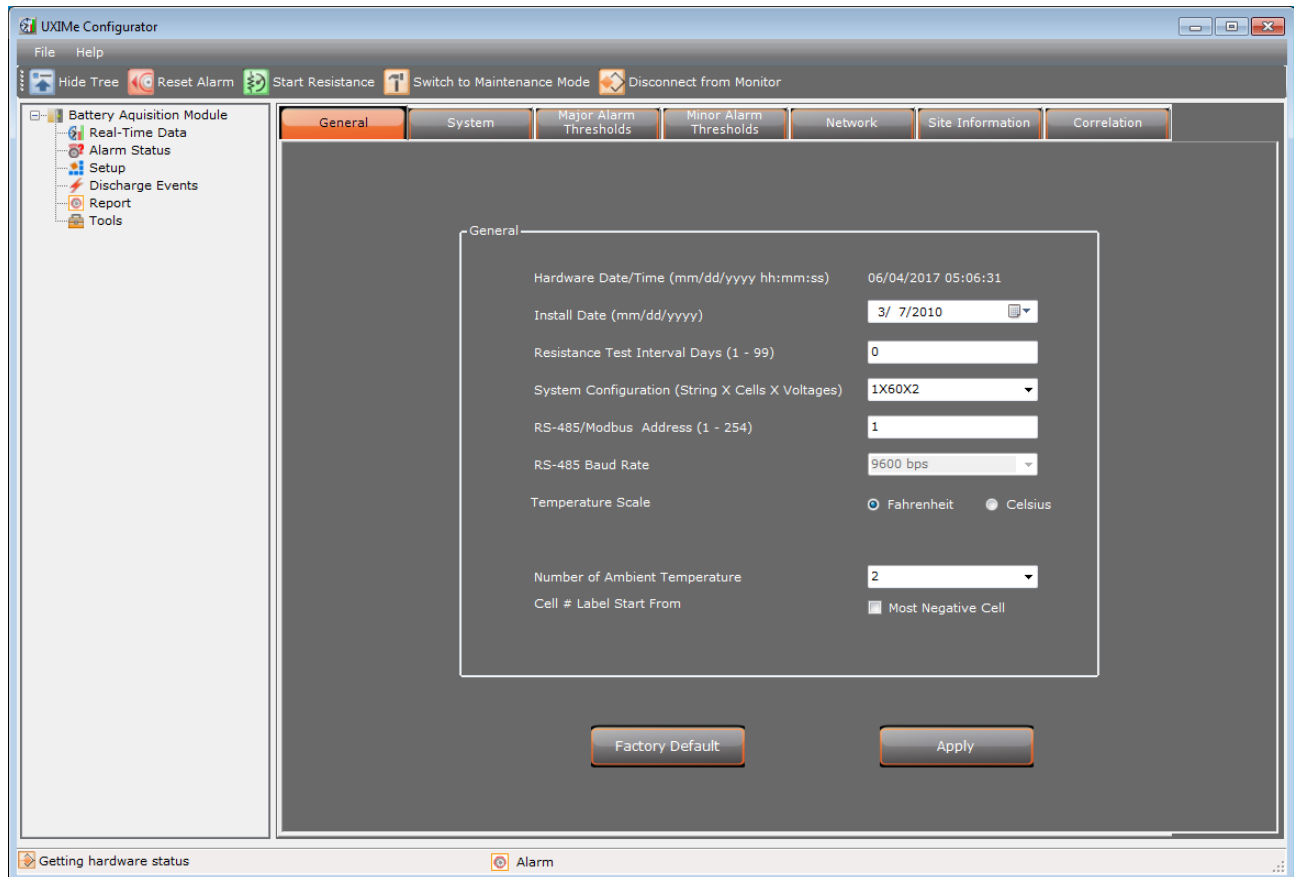 UXIMe Configurator
File Help
Hide Tree Reset Alarm Start Resistance Switch to Maintenance Mode Disconnect from Monitor
Battery Aquisition Module
Real-Time Data
Alarm Status
Setup
Discharge Events
Report
Tools
General System Major Alarm Thresholds Minor Alarm Thresholds Network Site Information Correlation
General
Hardware Date/Time (mm/dd/yyyy hh:mm:ss) 06/04/2017 05:06:31
Install Date (mm/dd/yyyy) 3/ 7/2010
Resistance Test Interval Days (1 - 99) 0
System Configuration (String X Cells X Voltages) 1X60X2
RS-485/Modbus Address (1 - 254) 1
RS-485 Baud Rate 9600 bps
Temperature Scale Fahrenheit Celsius
Number of Ambient Temperature 2
Cell # Label Start From Most Negative Cell
Factory Default Apply
Getting hardware status Alarm